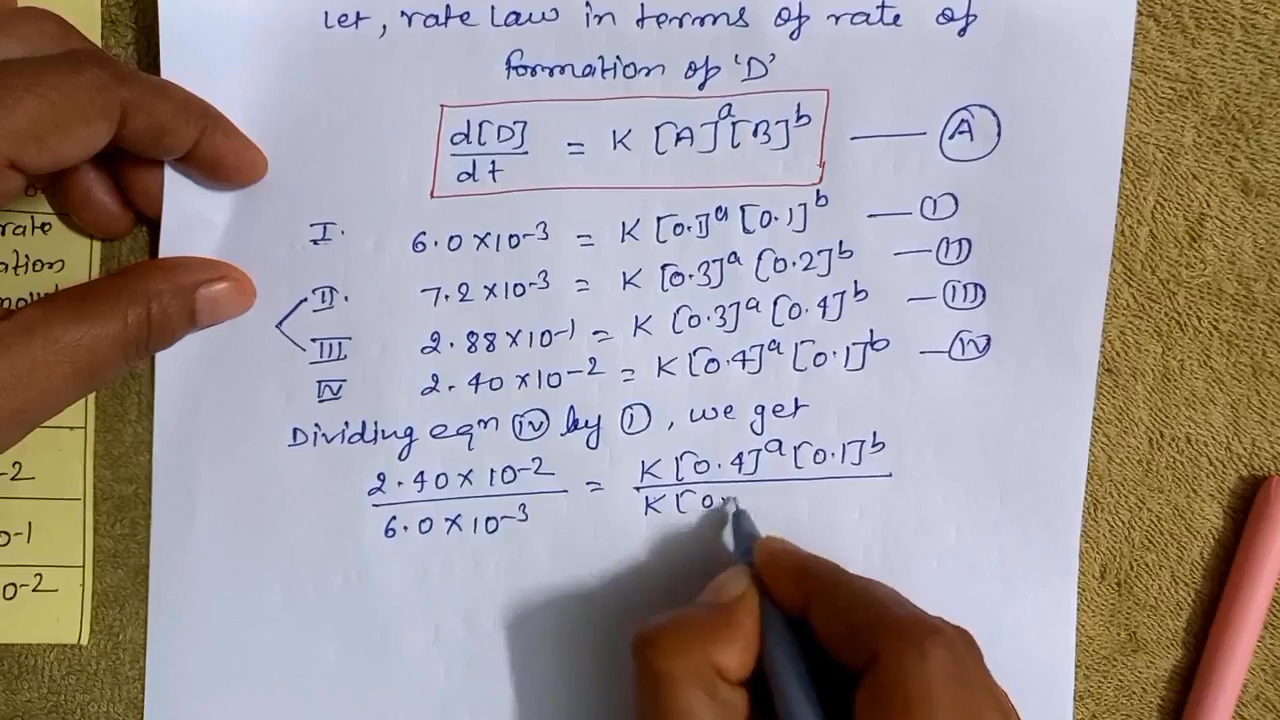 Let, rate law in terms of rate of
formation of 'D'
d[D]/dt = K [A]^a [B]^b — (A)
I. 6.0 × 10^-3 = K [0.1]^a [0.1]^b — (I)
II. 7.2 × 10^-3 = K [0.3]^a [0.2]^b — (II)
III 2.88 × 10^-1 = K [0.3]^a [0.4]^b — (III)
IV 2.40 × 10^-2 = K [0.4]^a [0.1]^b — (IV)
Dividing eqn (IV) by (I), we get
2.40 × 10^-2 / 6.0 × 10^-3 = K [0.4]^a [0.1]^b / K [0.
rate
-2
0-1
0-2